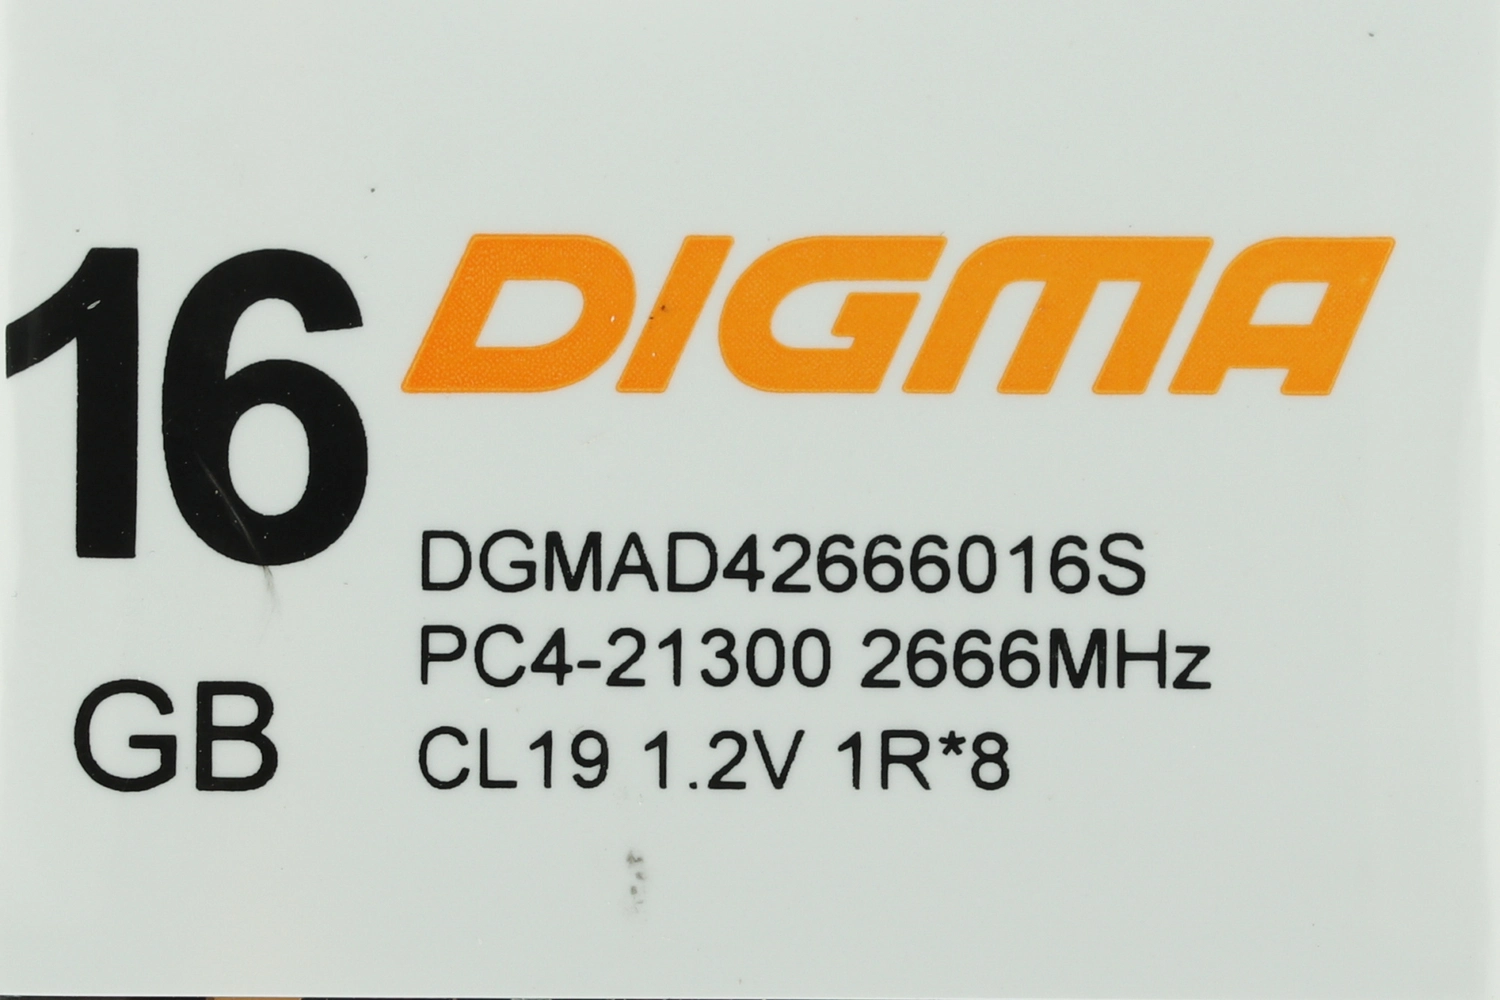 16
GB
DIGMA
DGMAD42666016S
PC4-21300 2666MHz
CL19 1.2V 1R*8